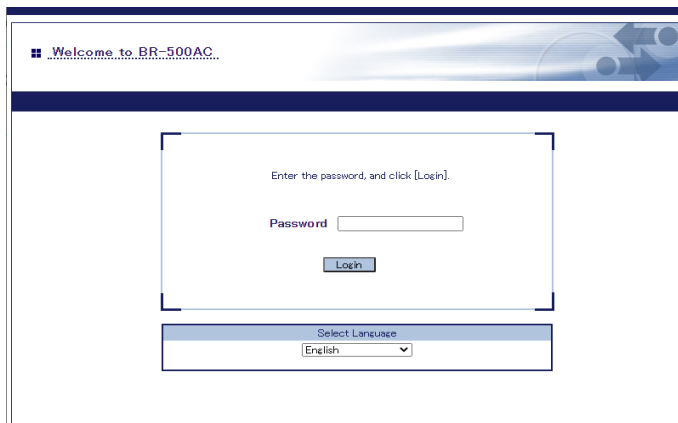 Welcome to BR-500AC
Enter the password, and click [Login].
Password
Login
Select Language
English